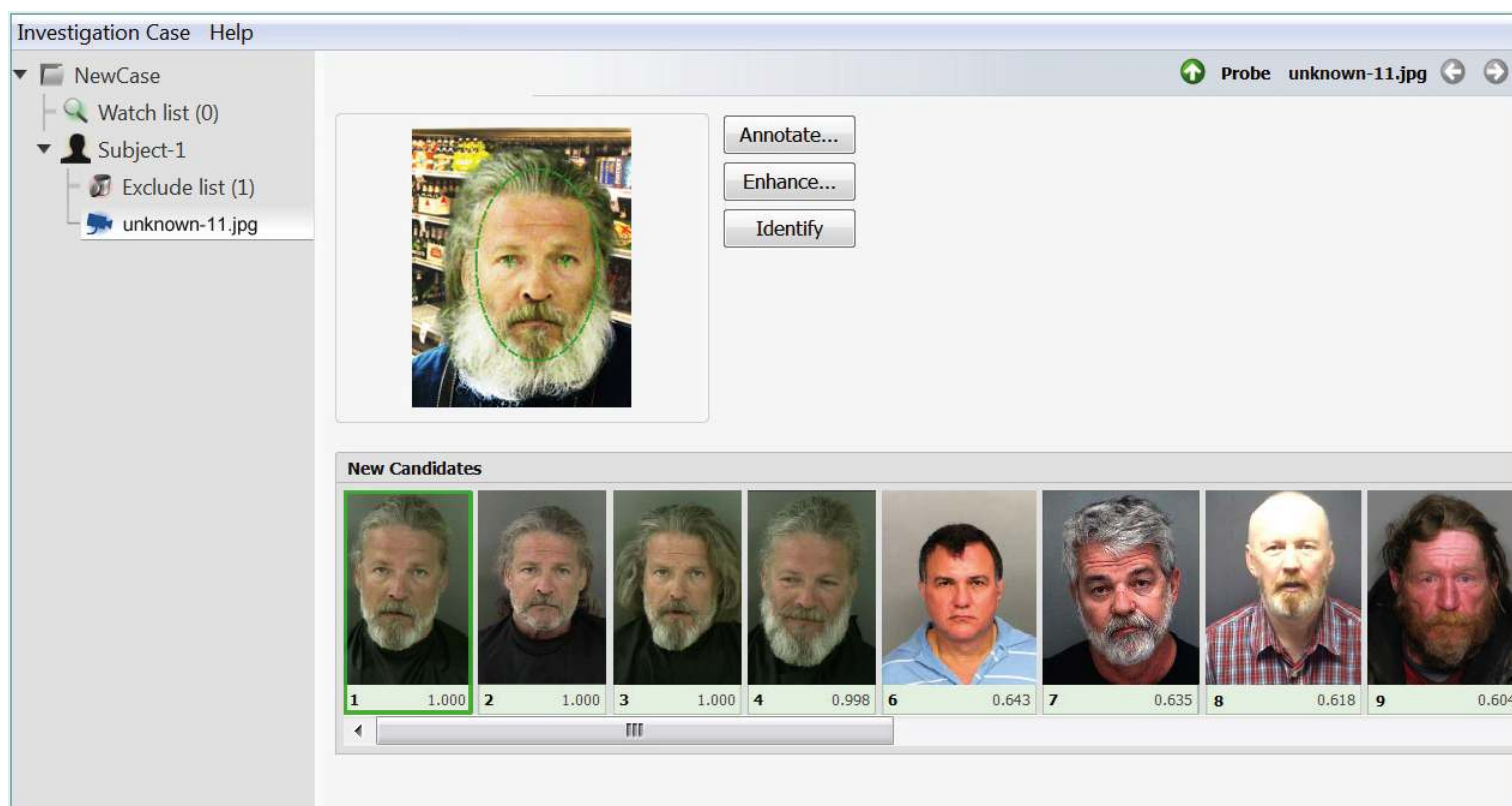 Investigation Case Help
NewCase
Probe unknown-11.jpg
Watch list (0)
Subject-1
Exclude list (1)
unknown-11.jpg
Annotate...
Enhance...
Identify
New Candidates
1 1.000 2 1.000 3 1.000 4 0.998 6 0.643 7 0.635 8 0.618 9 0.604